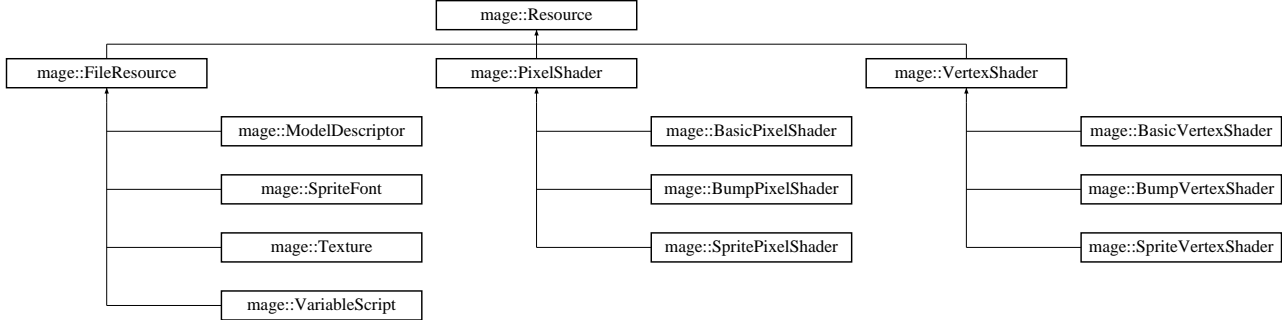 mage::Resource
mage::FileResource
mage::PixelShader
mage::VertexShader
mage::ModelDescriptor
mage::BasicPixelShader
mage::BasicVertexShader
mage::SpriteFont
mage::BumpPixelShader
mage::BumpVertexShader
mage::Texture
mage::SpritePixelShader
mage::SpriteVertexShader
mage::VariableScript